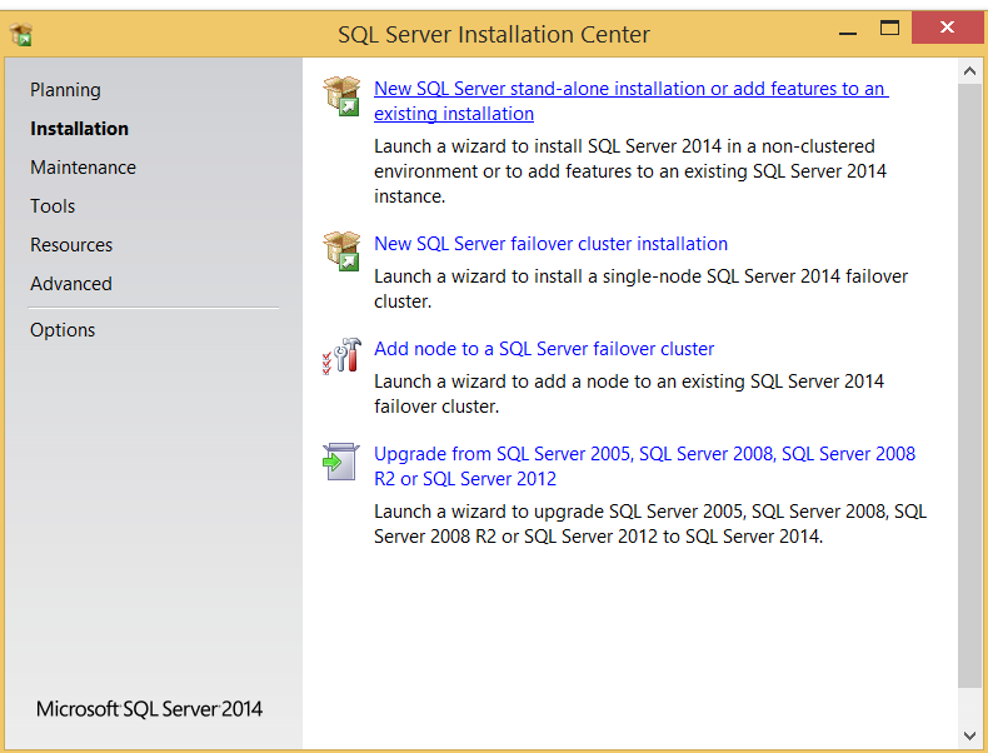 SQL Server Installation Center
Planning
Installation
Maintenance
Tools
Resources
Advanced
Options
Microsoft SQL Server 2014
New SQL Server stand-alone installation or add features to an
existing installation
Launch a wizard to install SQL Server 2014 in a non-clustered
environment or to add features to an existing SQL Server 2014
instance.
New SQL Server failover cluster installation
Launch a wizard to install a single-node SQL Server 2014 failover
cluster.
Add node to a SQL Server failover cluster
Launch a wizard to add a node to an existing SQL Server 2014
failover cluster.
Upgrade from SQL Server 2005, SQL Server 2008, SQL Server 2008
R2 or SQL Server 2012
Launch a wizard to upgrade SQL Server 2005, SQL Server 2008, SQL
Server 2008 R2 or SQL Server 2012 to SQL Server 2014.